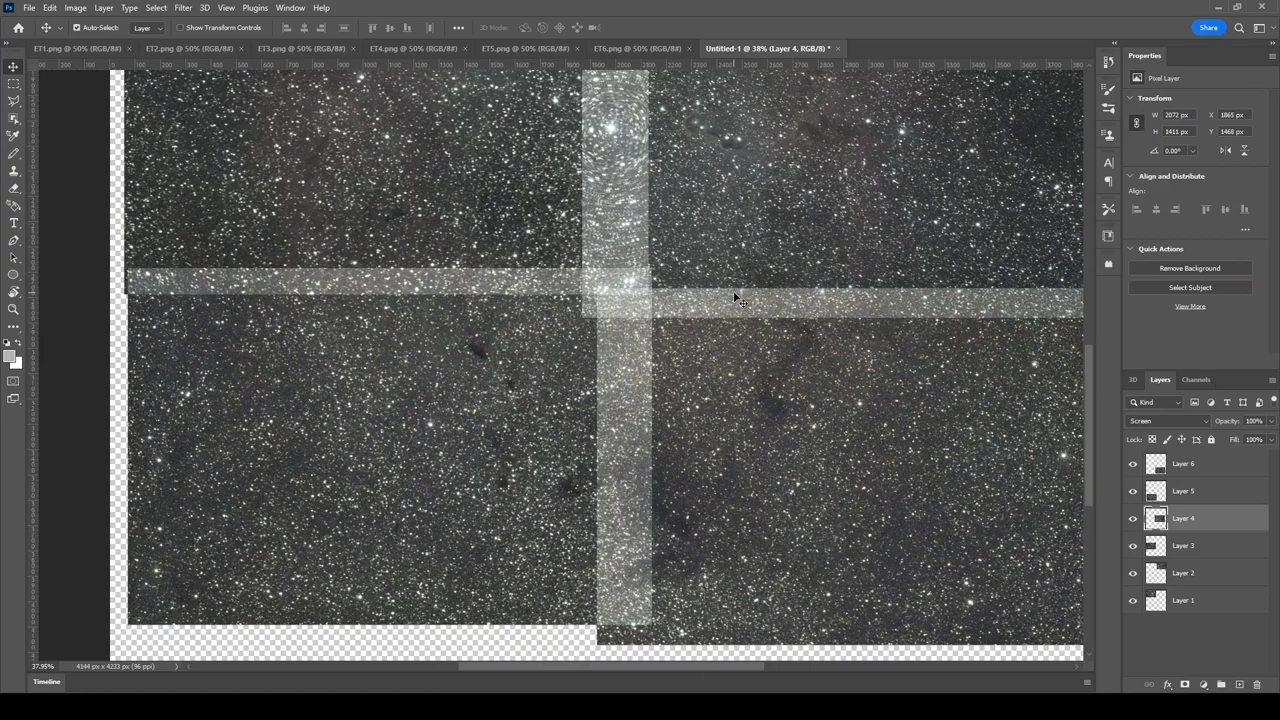 Ps File Edit Image Layer Type Select Filter 3D View Plugins Window Help
Auto-Select: Layer Show Transform Controls 3D Mode: Share
ET1.png @ 50% (RGB/8#) ET2.png @ 50% (RGB/8#) ET3.png @ 50% (RGB/8#) ET4.png @ 50% (RGB/8#) ET5.png @ 50% (RGB/8#) ET6.png @ 50% (RGB/8#) Untitled-1 @ 38% (Layer 4, RGB/8) *
Properties
Pixel Layer
Transform
W 2072 px X 1865 px
H 1411 px Y 1468 px
0.00°
Align and Distribute
Align:
Quick Actions
Remove Background
Select Subject
View More
3D Layers Channels
Kind
Screen Opacity: 100%
Lock: Fill: 100%
Layer 6
Layer 5
Layer 4
Layer 3
Layer 2
Layer 1
37.95% 4144 px x 4233 px (96 ppi)
Timeline